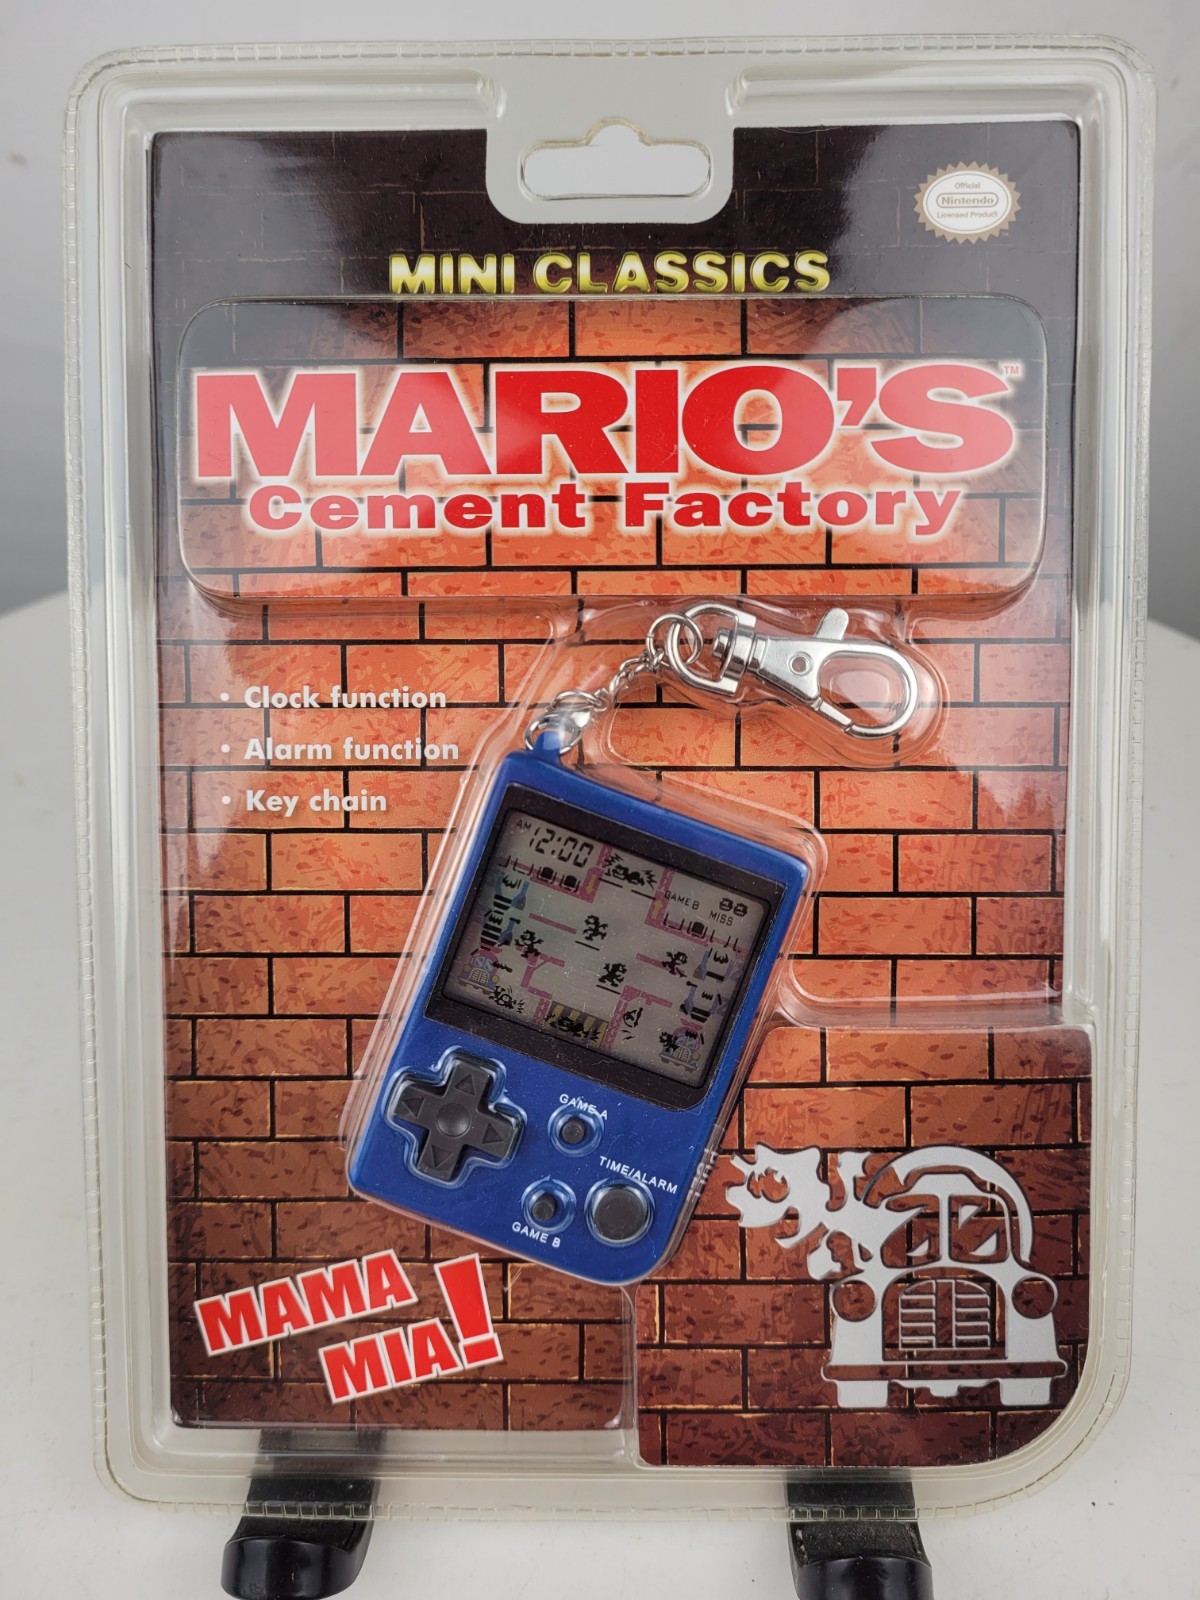 Official
Nintendo
Licensed Product
MINI CLASSICS
MARIO'S™
Cement Factory
• Clock function
• Alarm function
• Key chain
AM 12:00
GAME B MISS
GAME A
TIME/ALARM
GAME B
MAMA
MIA!